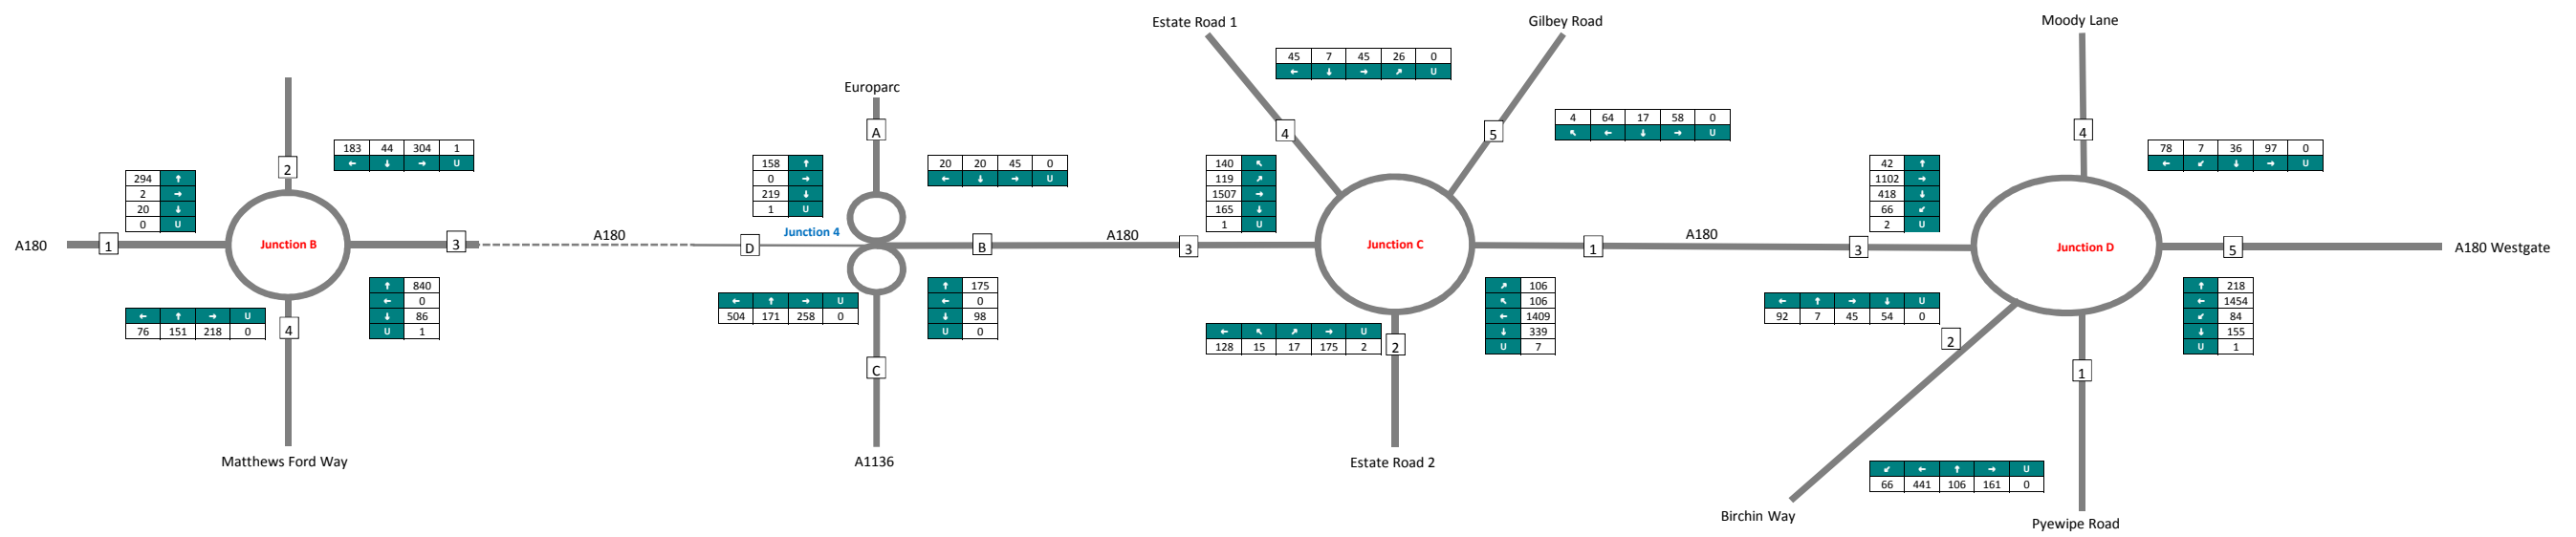 Estate Road 1
Gilbey Road
Moody Lane
45 7 45 26 0
← ↓ → ↗ U
Europarc
4 64 17 58 0
↖ ← ↓ → U
A
4
5
4
183 44 304 1
← ↓ → U
78 7 36 97 0
← ↙ ↓ → U
2
158 ↑
0 →
219 ↓
1 U
20 20 45 0
← ↓ → U
140 ↖
119 ↗
1507 →
165 ↓
1 U
42 ↑
1102 →
418 ↓
66 ↙
2 U
294 ↑
2 →
20 ↓
0 U
Junction 4
A180 1 Junction B 3 A180 D B A180 3 Junction C 1 A180 3 Junction D 5 A180 Westgate
↑ 840
← 0
↓ 86
U 1
↑ 175
← 0
↓ 98
U 0
↗ 106
↖ 106
← 1409
↓ 339
U 7
↑ 218
← 1454
↙ 84
↓ 155
U 1
← ↑ → U
76 151 218 0
4
← ↑ → U
504 171 258 0
← ↖ ↗ → U
128 15 17 175 2
2
← ↑ → ↓ U
92 7 45 54 0
2
C
1
Matthews Ford Way
A1136
Estate Road 2
↙ ← ↑ → U
66 441 106 161 0
Birchin Way
Pyewipe Road